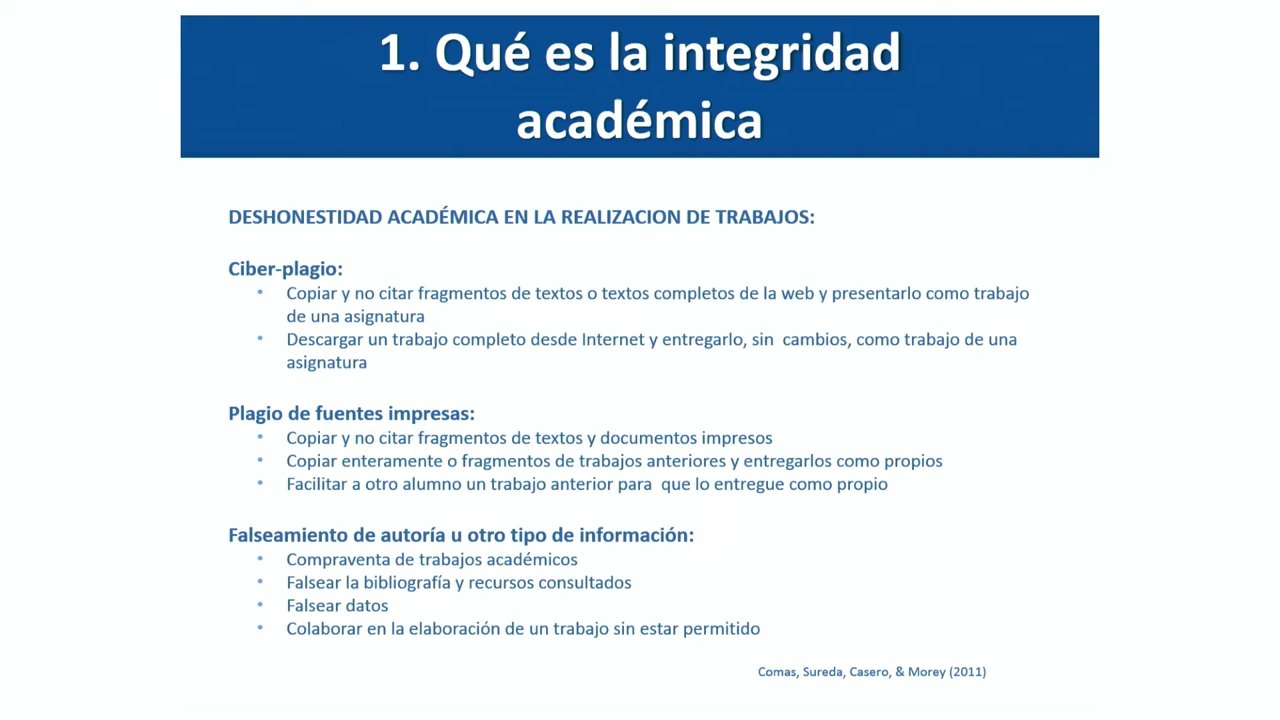 1. Qué es la integridad
académica
DESHONESTIDAD ACADÉMICA EN LA REALIZACION DE TRABAJOS:
Ciber-plagio:
• Copiar y no citar fragmentos de textos o textos completos de la web y presentarlo como trabajo
de una asignatura
• Descargar un trabajo completo desde Internet y entregarlo, sin  cambios, como trabajo de una
asignatura
Plagio de fuentes impresas:
• Copiar y no citar fragmentos de textos y documentos impresos
• Copiar enteramente o fragmentos de trabajos anteriores y entregarlos como propios
• Facilitar a otro alumno un trabajo anterior para  que lo entregue como propio
Falseamiento de autoría u otro tipo de información:
• Compraventa de trabajos académicos
• Falsear la bibliografía y recursos consultados
• Falsear datos
• Colaborar en la elaboración de un trabajo sin estar permitido
Comas, Sureda, Casero, & Morey (2011)